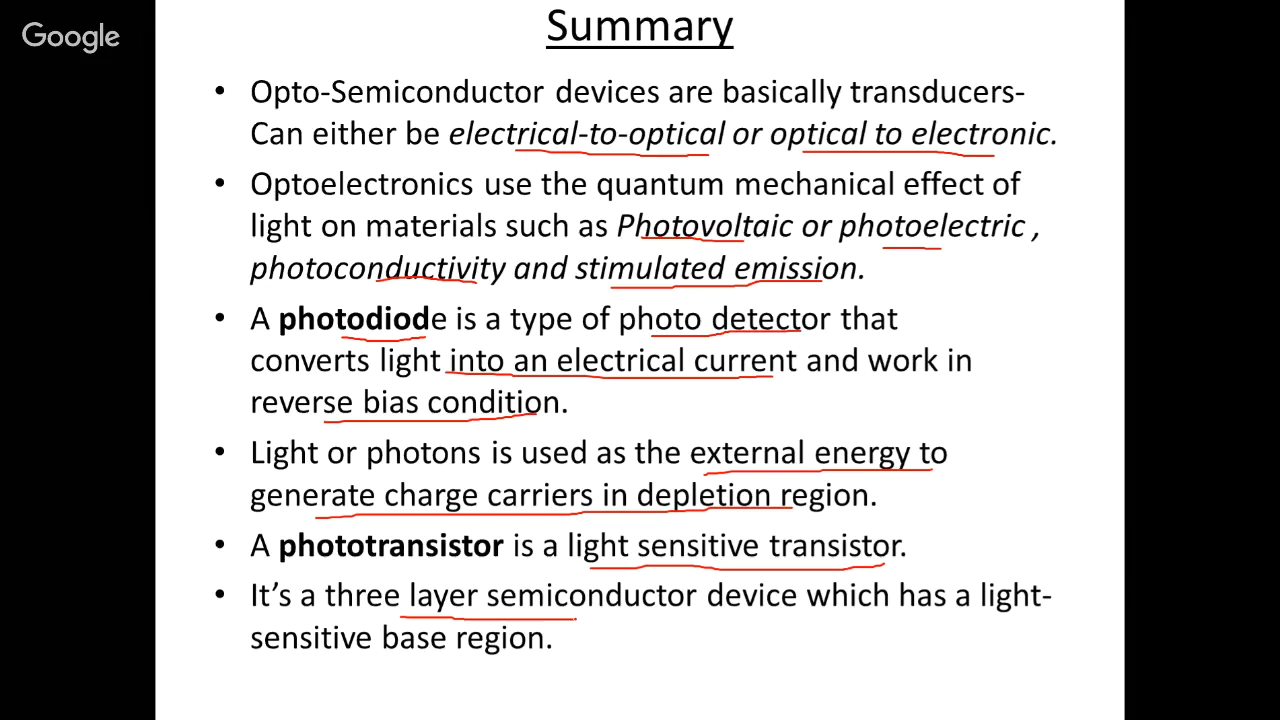 Google
Summary
• Opto-Semiconductor devices are basically transducers-
Can either be electrical-to-optical or optical to electronic.
• Optoelectronics use the quantum mechanical effect of
light on materials such as Photovoltaic or photoelectric ,
photoconductivity and stimulated emission.
• A photodiode is a type of photo detector that
converts light into an electrical current and work in
reverse bias condition.
• Light or photons is used as the external energy to
generate charge carriers in depletion region.
• A phototransistor is a light sensitive transistor.
• It’s a three layer semiconductor device which has a light-
sensitive base region.